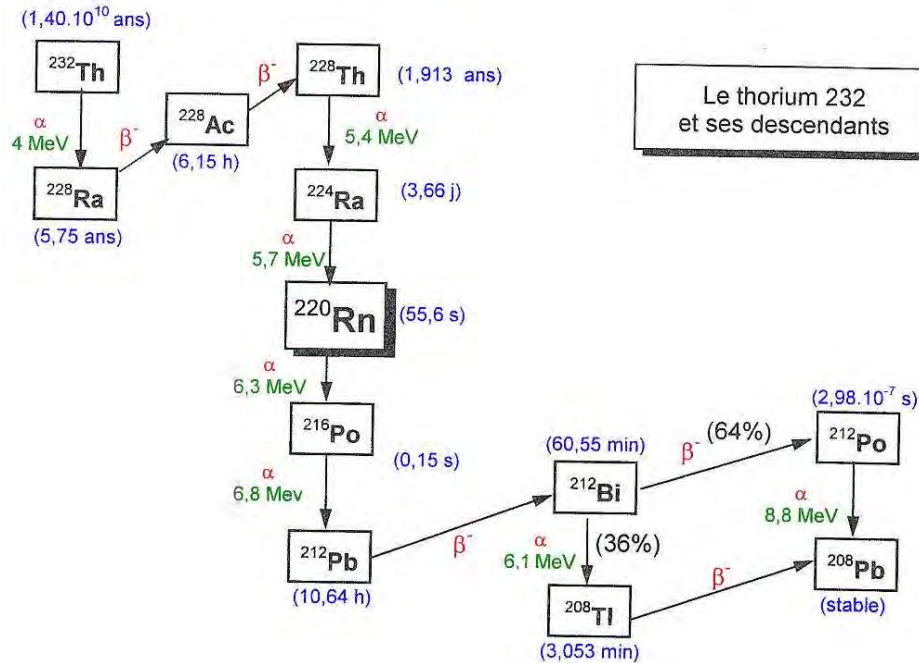 (1,40.10¹⁰ ans)
²³²Th
α
4 MeV
²²⁸Ra
(5,75 ans)
β⁻
²²⁸Ac
(6,15 h)
β⁻
²²⁸Th
(1,913 ans)
α
5,4 MeV
²²⁴Ra
(3,66 j)
α
5,7 MeV
²²⁰Rn
(55,6 s)
α
6,3 MeV
²¹⁶Po
(0,15 s)
α
6,8 Mev
²¹²Pb
(10,64 h)
β⁻
(60,55 min)
²¹²Bi
β⁻
(64%)
(2,98.10⁻⁷ s)
²¹²Po
α
8,8 MeV
α
6,1 MeV
(36%)
²⁰⁸Tl
(3,053 min)
β⁻
²⁰⁸Pb
(stable)
Le thorium 232
et ses descendants